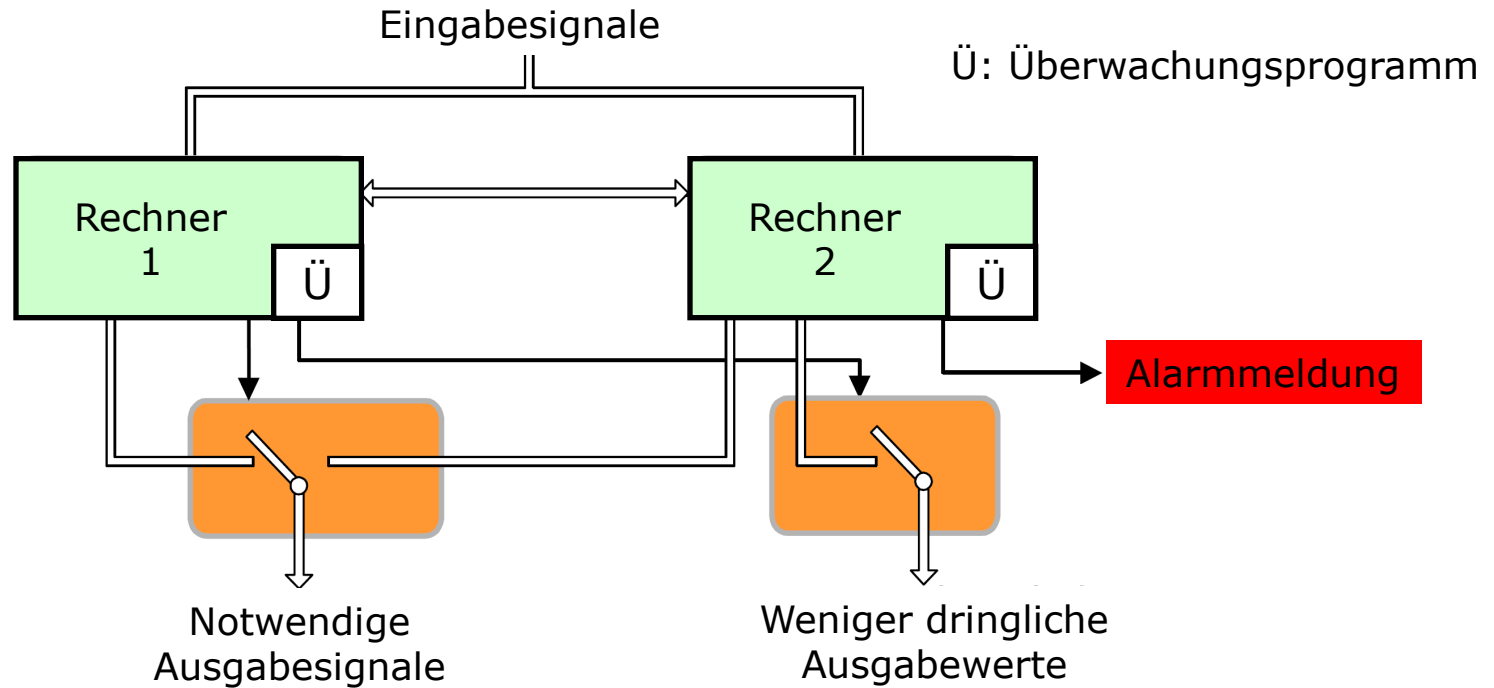 Eingabesignale
Ü: Überwachungsprogramm
Rechner
1
Ü
Rechner
2
Ü
Alarmmeldung
Notwendige
Ausgabesignale
Weniger dringliche
Ausgabewerte